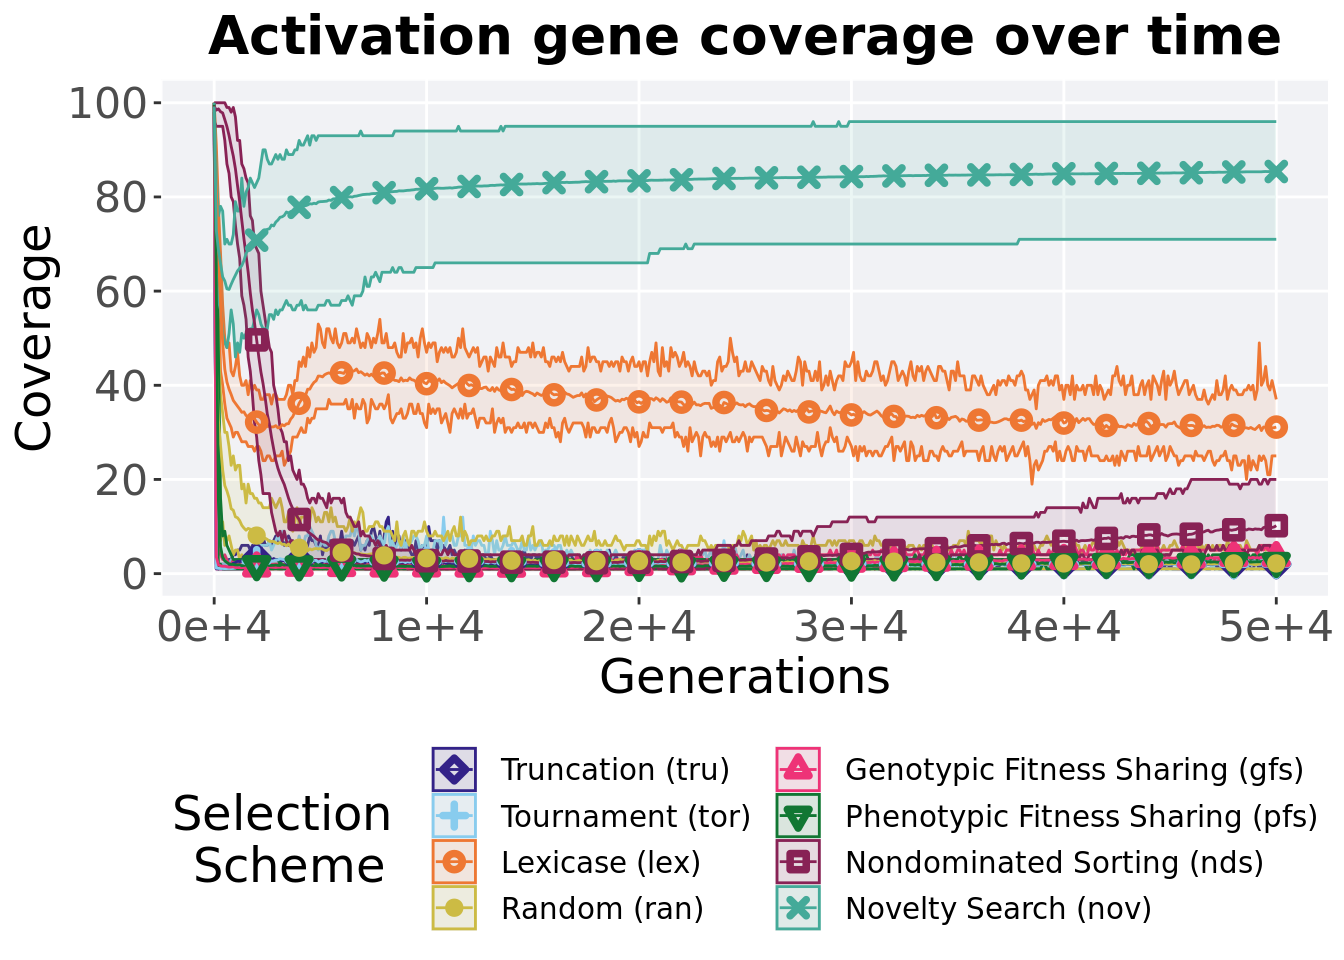 Activation gene coverage over time
Coverage
100
80
60
40
20
0
0e+4 1e+4 2e+4 3e+4 4e+4 5e+4
Generations
Selection
Scheme
Truncation (tru)
Tournament (tor)
Lexicase (lex)
Random (ran)
Genotypic Fitness Sharing (gfs)
Phenotypic Fitness Sharing (pfs)
Nondominated Sorting (nds)
Novelty Search (nov)